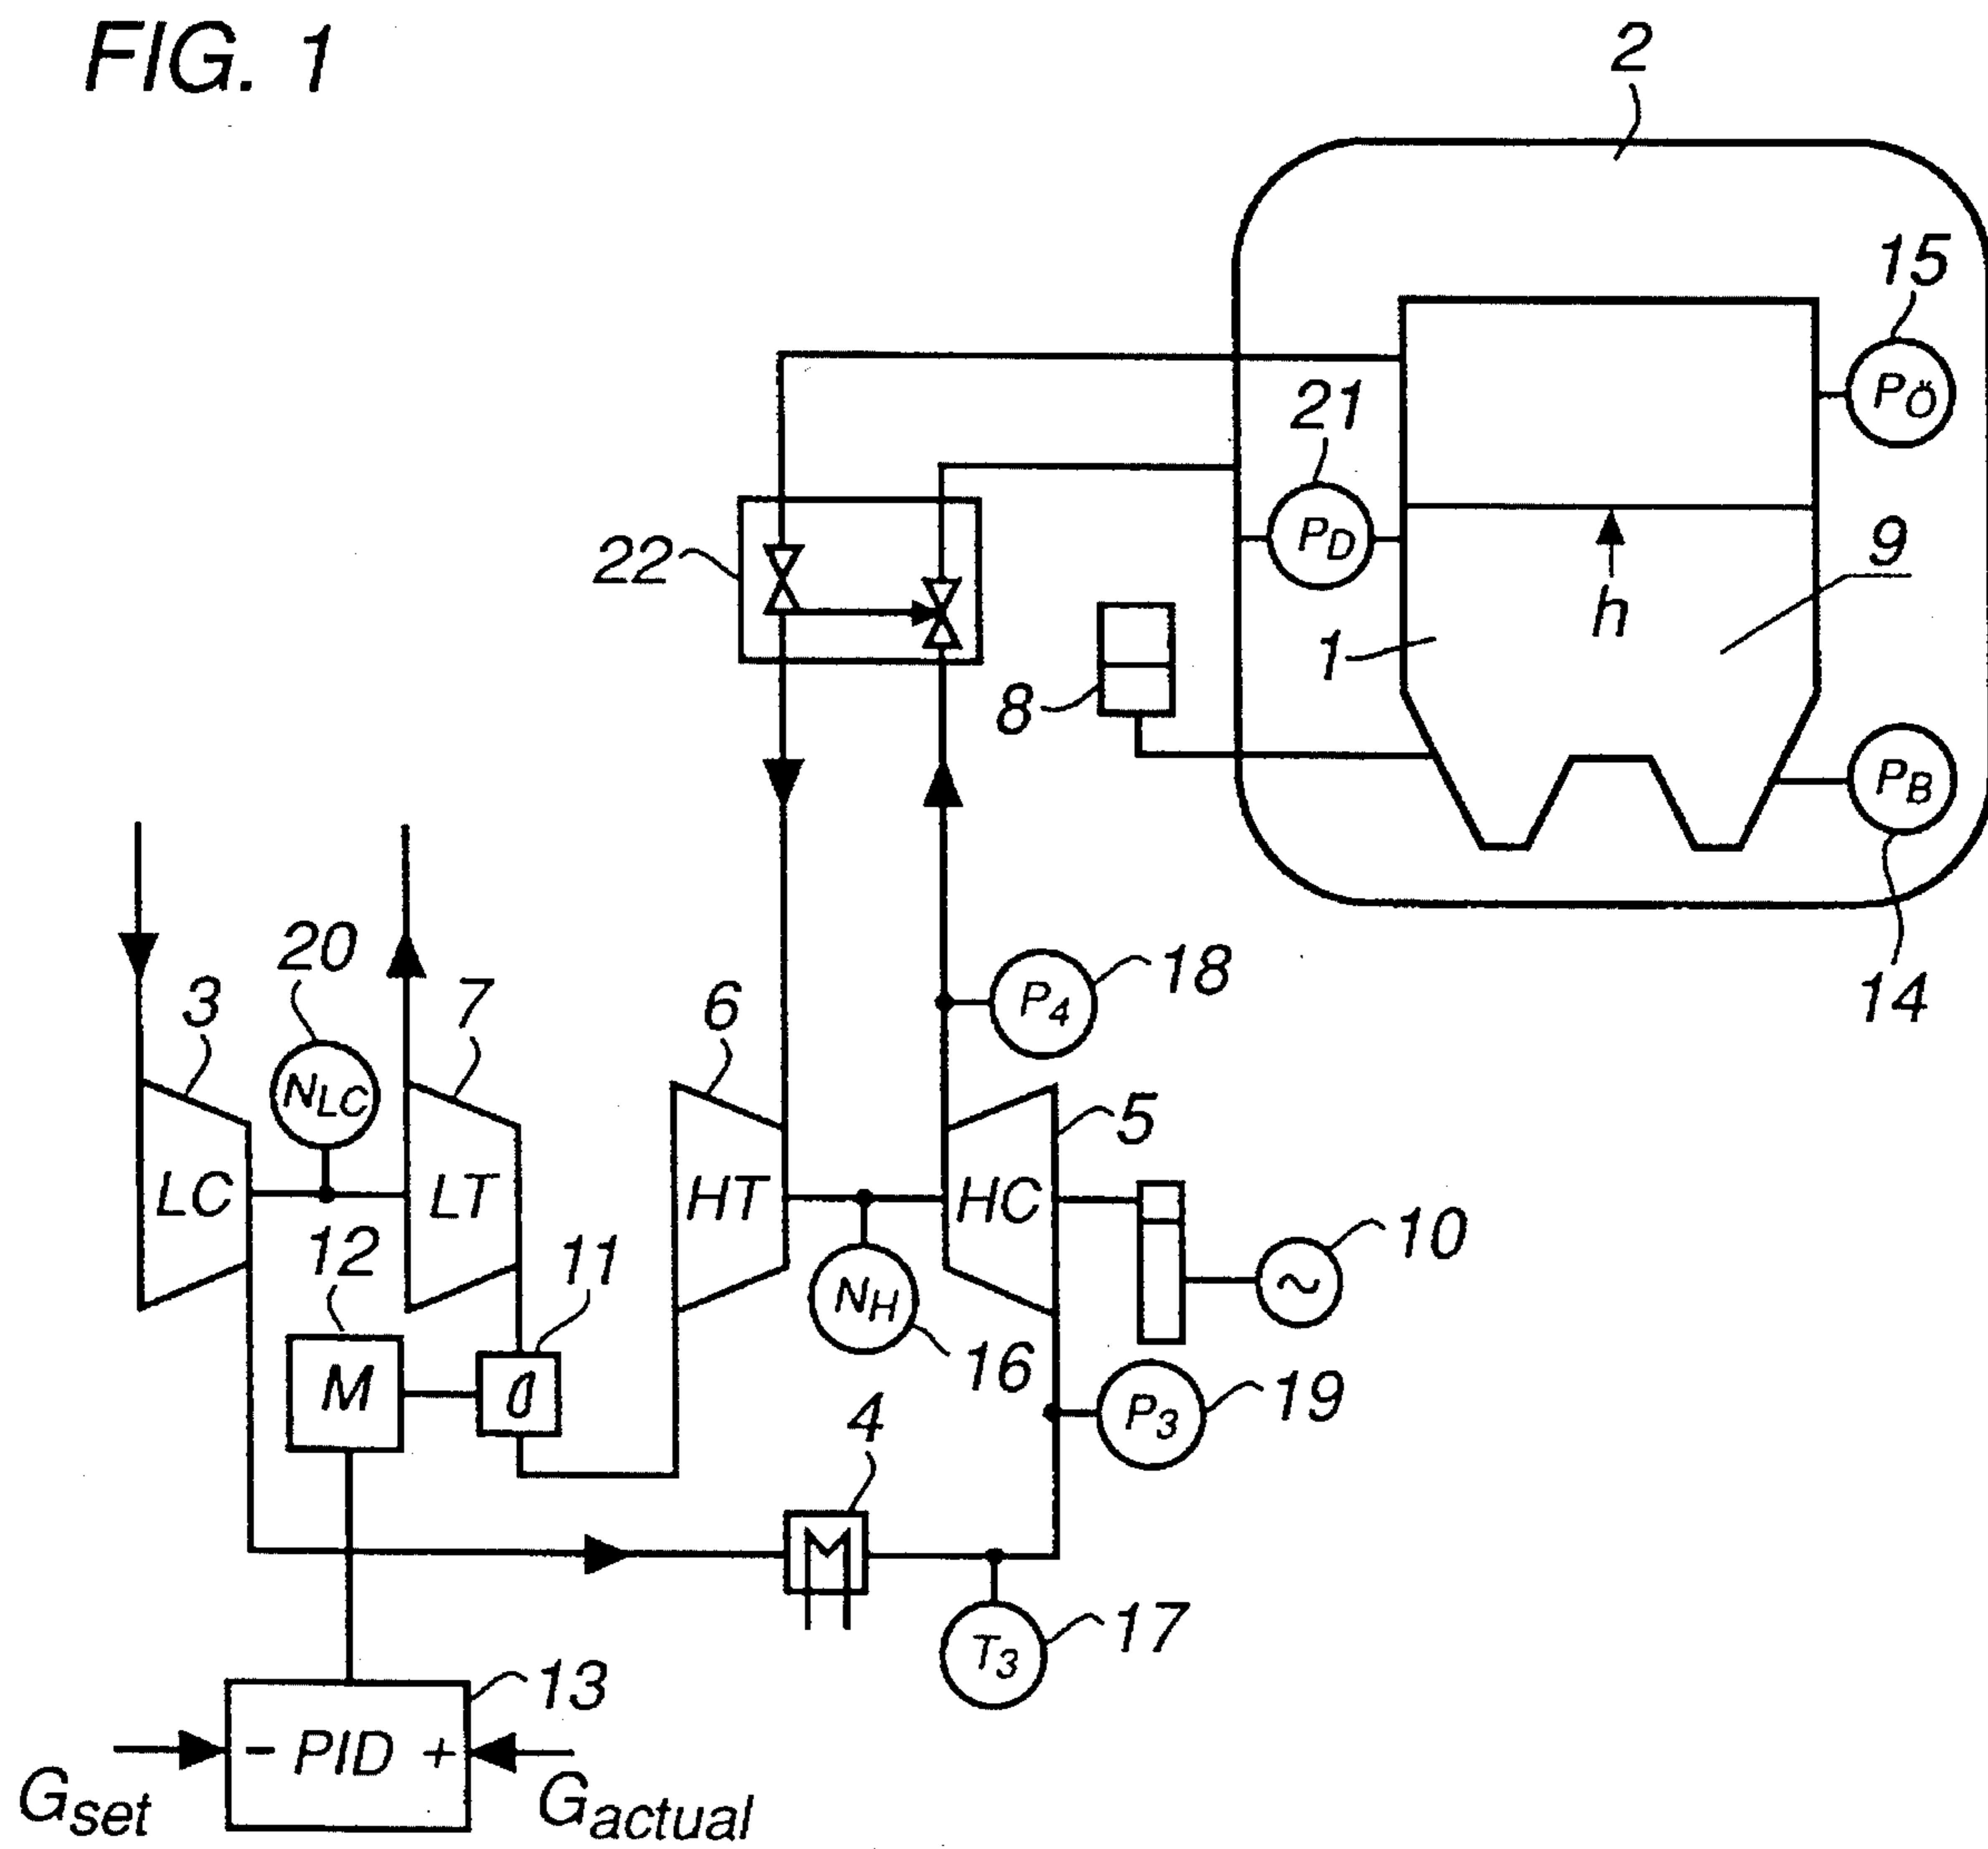 FIG. 1
2
15
PÖ
21
PD
22
h
9
1
8
PB
14
20
3
7
6
18
P4
NLC
5
LC
LT
HT
HC
10
~
12
11
NH
16
M
0
4
P3
19
M
T3
17
13
- PID +
Gset
Gactual